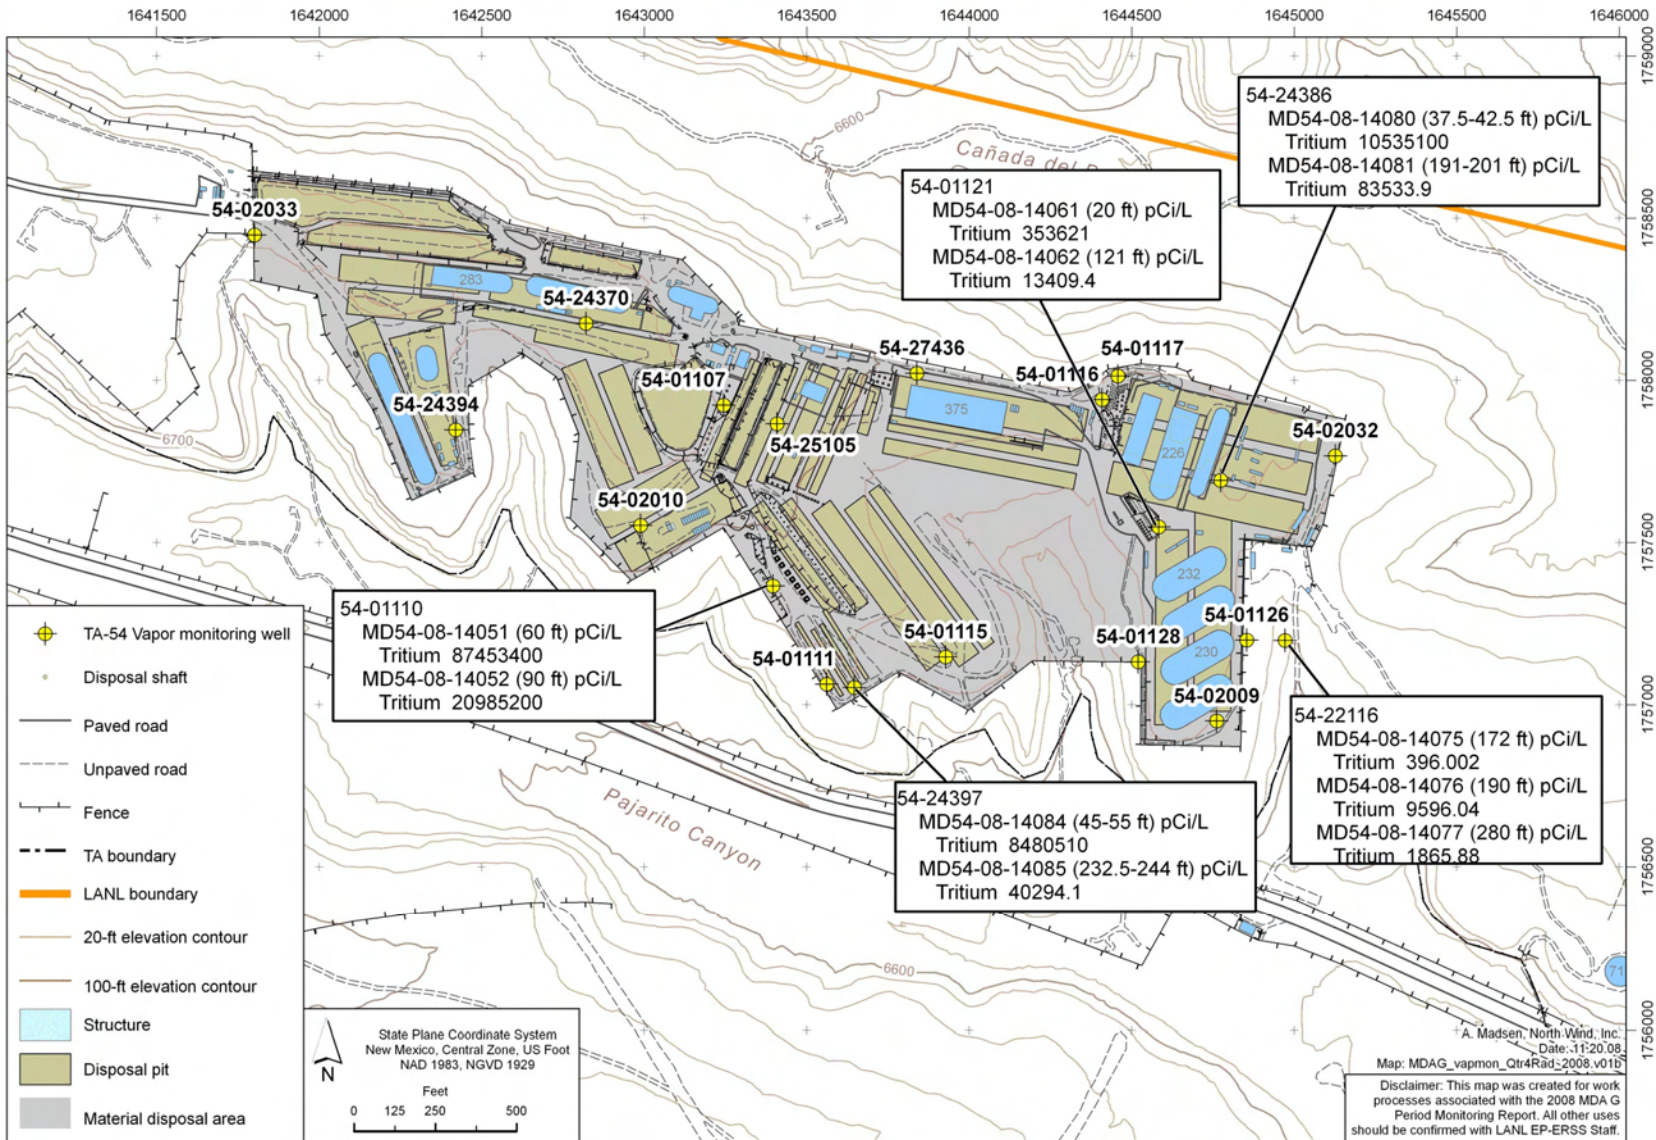 1641500 1642000 1642500 1643000 1643500 1644000 1644500 1645000 1645500 1646000
1759000
1758500
1758000
1757500
1757000
1756500
1756000
6600
Cañada del
54-24386
MD54-08-14080 (37.5-42.5 ft) pCi/L
Tritium 10535100
MD54-08-14081 (191-201 ft) pCi/L
Tritium 83533.9
54-01121
MD54-08-14061 (20 ft) pCi/L
Tritium 353621
MD54-08-14062 (121 ft) pCi/L
Tritium 13409.4
54-02033
283
54-24370
54-27436
54-01117
54-01116
54-01107
375
54-24394
54-02032
6700
54-25105
226
54-02010
232
54-01110
MD54-08-14051 (60 ft) pCi/L
Tritium 87453400
MD54-08-14052 (90 ft) pCi/L
Tritium 20985200
54-01126
54-01115
54-01128
230
54-01111
54-02009
54-22116
MD54-08-14075 (172 ft) pCi/L
Tritium 396.002
MD54-08-14076 (190 ft) pCi/L
Tritium 9596.04
MD54-08-14077 (280 ft) pCi/L
Tritium 1865.88
54-24397
MD54-08-14084 (45-55 ft) pCi/L
Tritium 8480510
MD54-08-14085 (232.5-244 ft) pCi/L
Tritium 40294.1
Pajarito Canyon
6600
71
TA-54 Vapor monitoring well
Disposal shaft
Paved road
Unpaved road
Fence
TA boundary
LANL boundary
20-ft elevation contour
100-ft elevation contour
Structure
Disposal pit
Material disposal area
N
State Plane Coordinate System
New Mexico, Central Zone, US Foot
NAD 1983, NGVD 1929
Feet
0 125 250 500
A. Madsen, North Wind, Inc.
Date: 11-20-08
Map: MDAG_vapmon_Qtr4Rad_2008.v01b
Disclaimer: This map was created for work
processes associated with the 2008 MDA G
Period Monitoring Report. All other uses
should be confirmed with LANL EP-ERSS Staff.